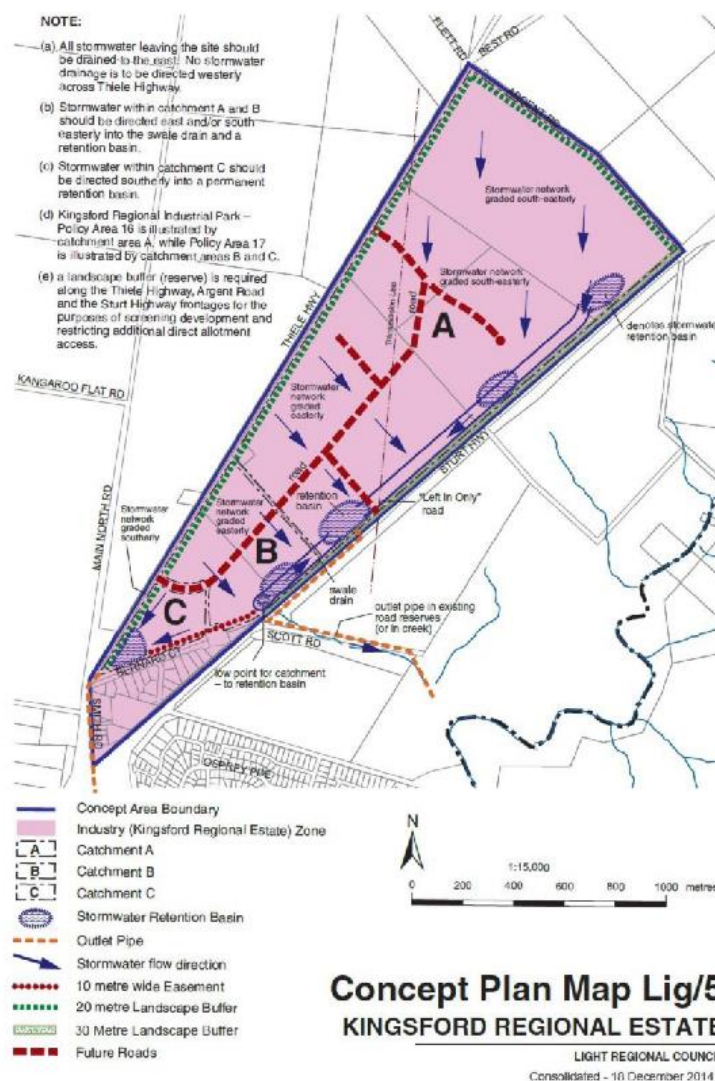 NOTE:
(a) All stormwater leaving the site should
be drained to the east. No stormwater
drainage is to be directed westerly
across Thiele Highway.
(b) Stormwater within catchment A and B
should be directed east and/or south
easterly into the swale drain and a
retention basin.
(c) Stormwater within catchment C should
be directed southerly into a permanent
retention basin.
(d) Kingsford Regional Industrial Park –
Policy Area 16 is illustrated by
catchment area A, while Policy Area 17
is illustrated by catchment areas B and C.
(e) a landscape buffer (reserve) is required
along the Thiele Highway, Argent Road
and the Sturt Highway frontages for the
purposes of screening development and
restricting additional direct allotment
access.
FLETT RD
BEST RD
ARGENT RD
Stormwater network
graded south-easterly
Stormwater network
graded south-easterly
A
Transmission Line
road
denotes stormwater
retention basin
THIELE HWY
KANGAROO FLAT RD
Stormwater
network
graded
easterly
STURT HWY
MAIN NORTH RD
road
Stormwater
network
graded
southerly
Stormwater
network
graded
easterly
retention
basin
"Left In Only"
road
B
C
swale
drain
outlet pipe in existing
road reserves
(or in creek)
SCOTT RD
BERNARD CT
low point for catchment
– to retention basin
OSPREY PDE
Concept Area Boundary
Industry (Kingsford Regional Estate) Zone
A Catchment A
B Catchment B
C Catchment C
Stormwater Retention Basin
Outlet Pipe
Stormwater flow direction
10 metre wide Easement
20 metre Landscape Buffer
30 Metre Landscape Buffer
Future Roads
N
1:15,000
0 200 400 600 800 1000 metres
Concept Plan Map Lig/5
KINGSFORD REGIONAL ESTATE
LIGHT REGIONAL COUNCI
Consolidated - 18 December 2014